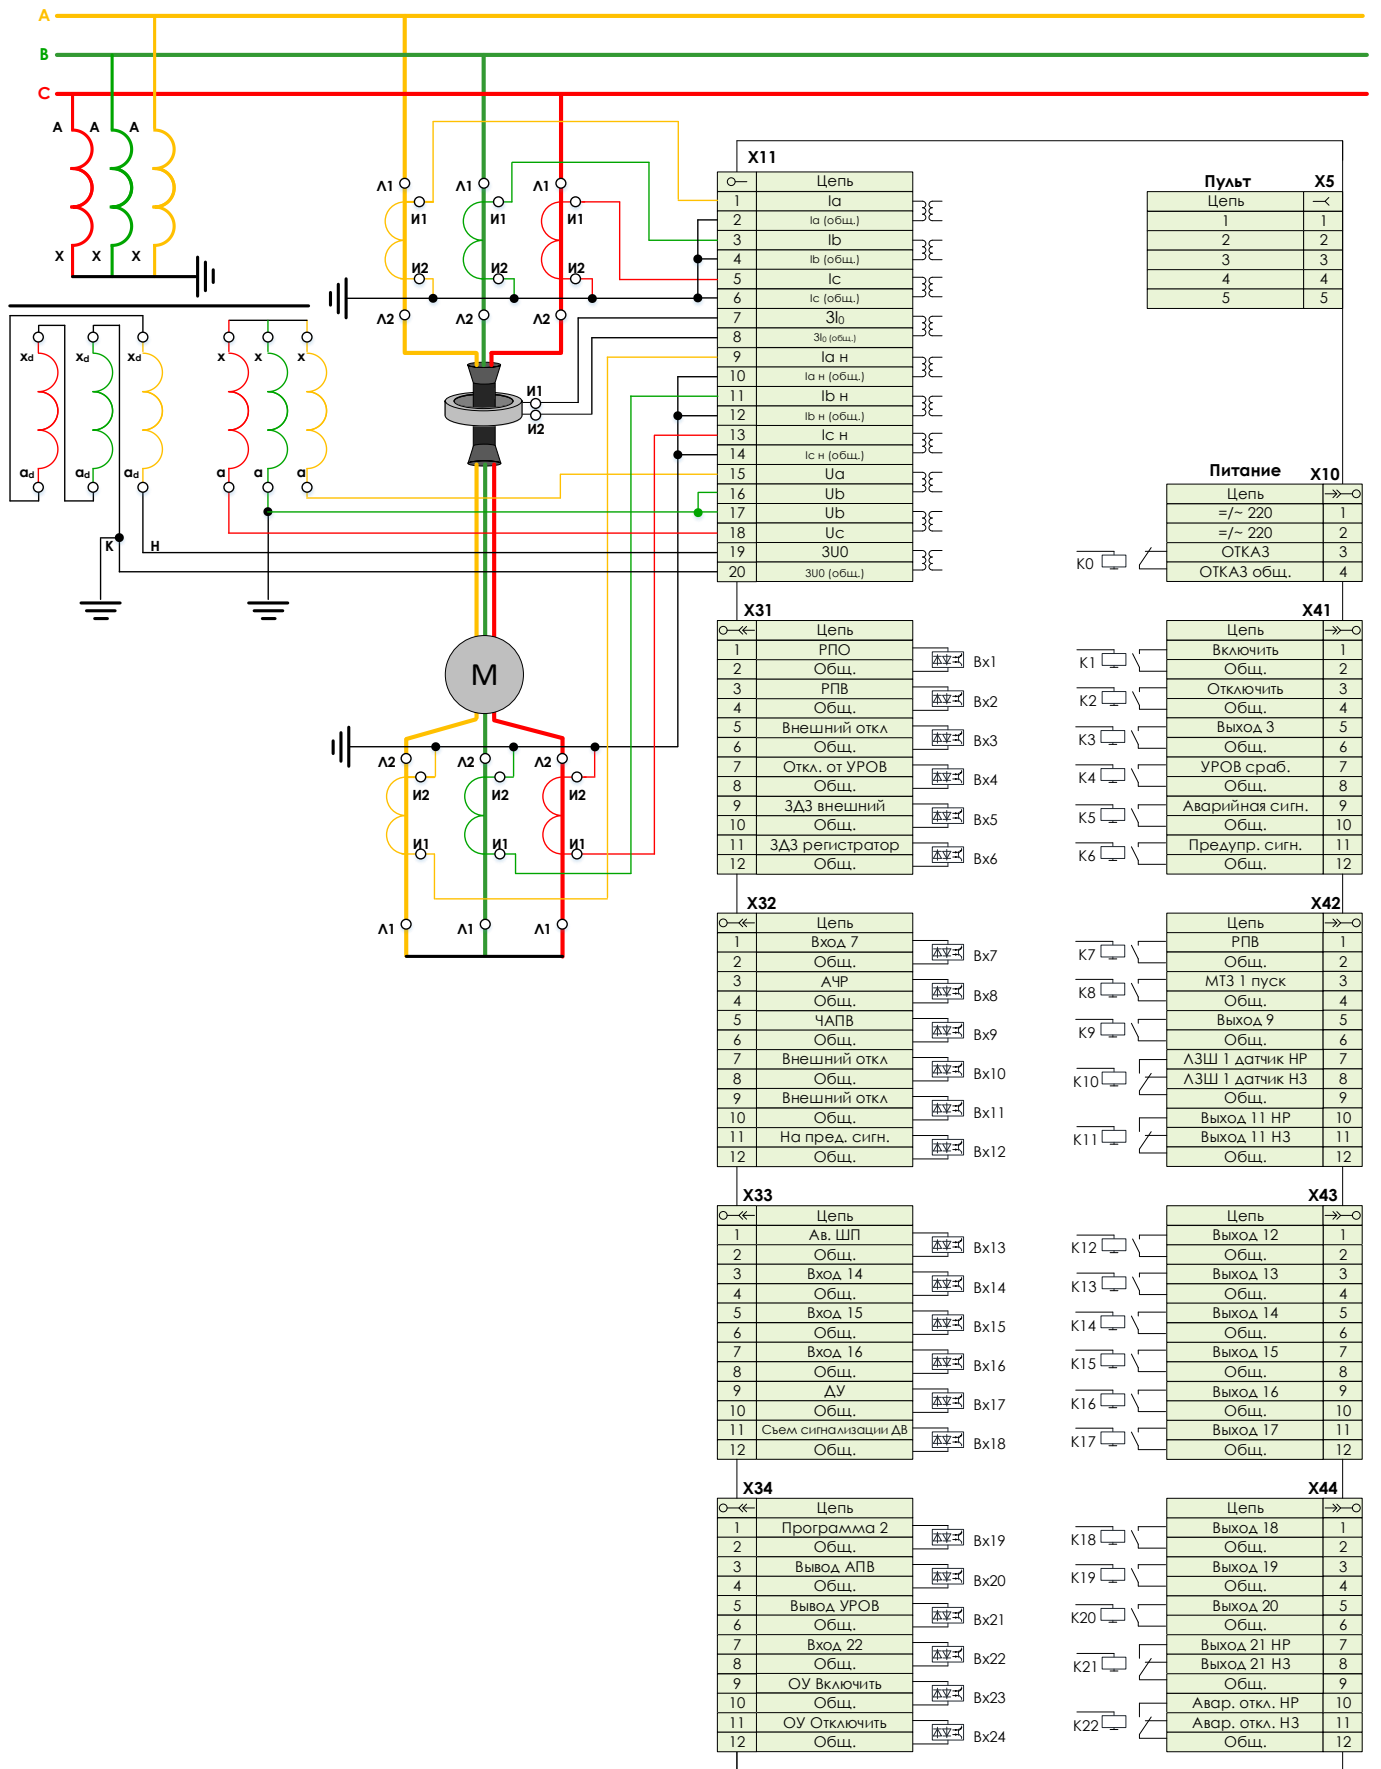 A
B
C
A A A
X X X
Λ1 Λ1 Λ1
И1 И1 И1
И2 И2 И2
Λ2 Λ2 Λ2
xd xd xd x x x
ad ad ad a a a
К Н
И1
И2
M
Λ2 Λ2 Λ2
И2 И2 И2
И1 И1 И1
Λ1 Λ1 Λ1
X11
Цепь
1 Ia
2 Ia (общ.)
3 Ib
4 Ib (общ.)
5 Ic
6 Ic (общ.)
7 3I0
8 3I0 (общ.)
9 Ia н
10 Ia н (общ.)
11 Ib н
12 Ib н (общ.)
13 Ic н
14 Ic н (общ.)
15 Ua
16 Ub
17 Ub
18 Uc
19 3U0
20 3U0 (общ.)
Пульт X5
Цепь
1 1
2 2
3 3
4 4
5 5
Питание X10
Цепь
=/~ 220 1
=/~ 220 2
ОТКАЗ 3
ОТКАЗ общ. 4
K0
X31
Цепь
1 РПО
2 Общ.
3 РПВ
4 Общ.
5 Внешний откл
6 Общ.
7 Откл. от УРОВ
8 Общ.
9 ЗДЗ внешний
10 Общ.
11 ЗДЗ регистратор
12 Общ.
Вх1
Вх2
Вх3
Вх4
Вх5
Вх6
X41
Цепь
Включить 1
Общ. 2
Отключить 3
Общ. 4
Выход 3 5
Общ. 6
УРОВ сраб. 7
Общ. 8
Аварийная сигн. 9
Общ. 10
Предупр. сигн. 11
Общ. 12
K1
K2
K3
K4
K5
K6
X32
Цепь
1 Вход 7
2 Общ.
3 АЧР
4 Общ.
5 ЧАПВ
6 Общ.
7 Внешний откл
8 Общ.
9 Внешний откл
10 Общ.
11 На пред. сигн.
12 Общ.
Вх7
Вх8
Вх9
Вх10
Вх11
Вх12
X42
Цепь
РПВ 1
Общ. 2
МТЗ 1 пуск 3
Общ. 4
Выход 9 5
Общ. 6
ЛЗШ 1 датчик НР 7
ЛЗШ 1 датчик НЗ 8
Общ. 9
Выход 11 НР 10
Выход 11 НЗ 11
Общ. 12
K7
K8
K9
K10
K11
X33
Цепь
1 Ав. ШП
2 Общ.
3 Вход 14
4 Общ.
5 Вход 15
6 Общ.
7 Вход 16
8 Общ.
9 ДУ
10 Общ.
11 Съем сигнализации ДВ
12 Общ.
Вх13
Вх14
Вх15
Вх16
Вх17
Вх18
X43
Цепь
Выход 12 1
Общ. 2
Выход 13 3
Общ. 4
Выход 14 5
Общ. 6
Выход 15 7
Общ. 8
Выход 16 9
Общ. 10
Выход 17 11
Общ. 12
K12
K13
K14
K15
K16
K17
X34
Цепь
1 Программа 2
2 Общ.
3 Вывод АПВ
4 Общ.
5 Вывод УРОВ
6 Общ.
7 Вход 22
8 Общ.
9 ОУ Включить
10 Общ.
11 ОУ Отключить
12 Общ.
Вх19
Вх20
Вх21
Вх22
Вх23
Вх24
X44
Цепь
Выход 18 1
Общ. 2
Выход 19 3
Общ. 4
Выход 20 5
Общ. 6
Выход 21 НР 7
Выход 21 НЗ 8
Общ. 9
Авар. откл. НР 10
Авар. откл. НЗ 11
Общ. 12
K18
K19
K20
K21
K22